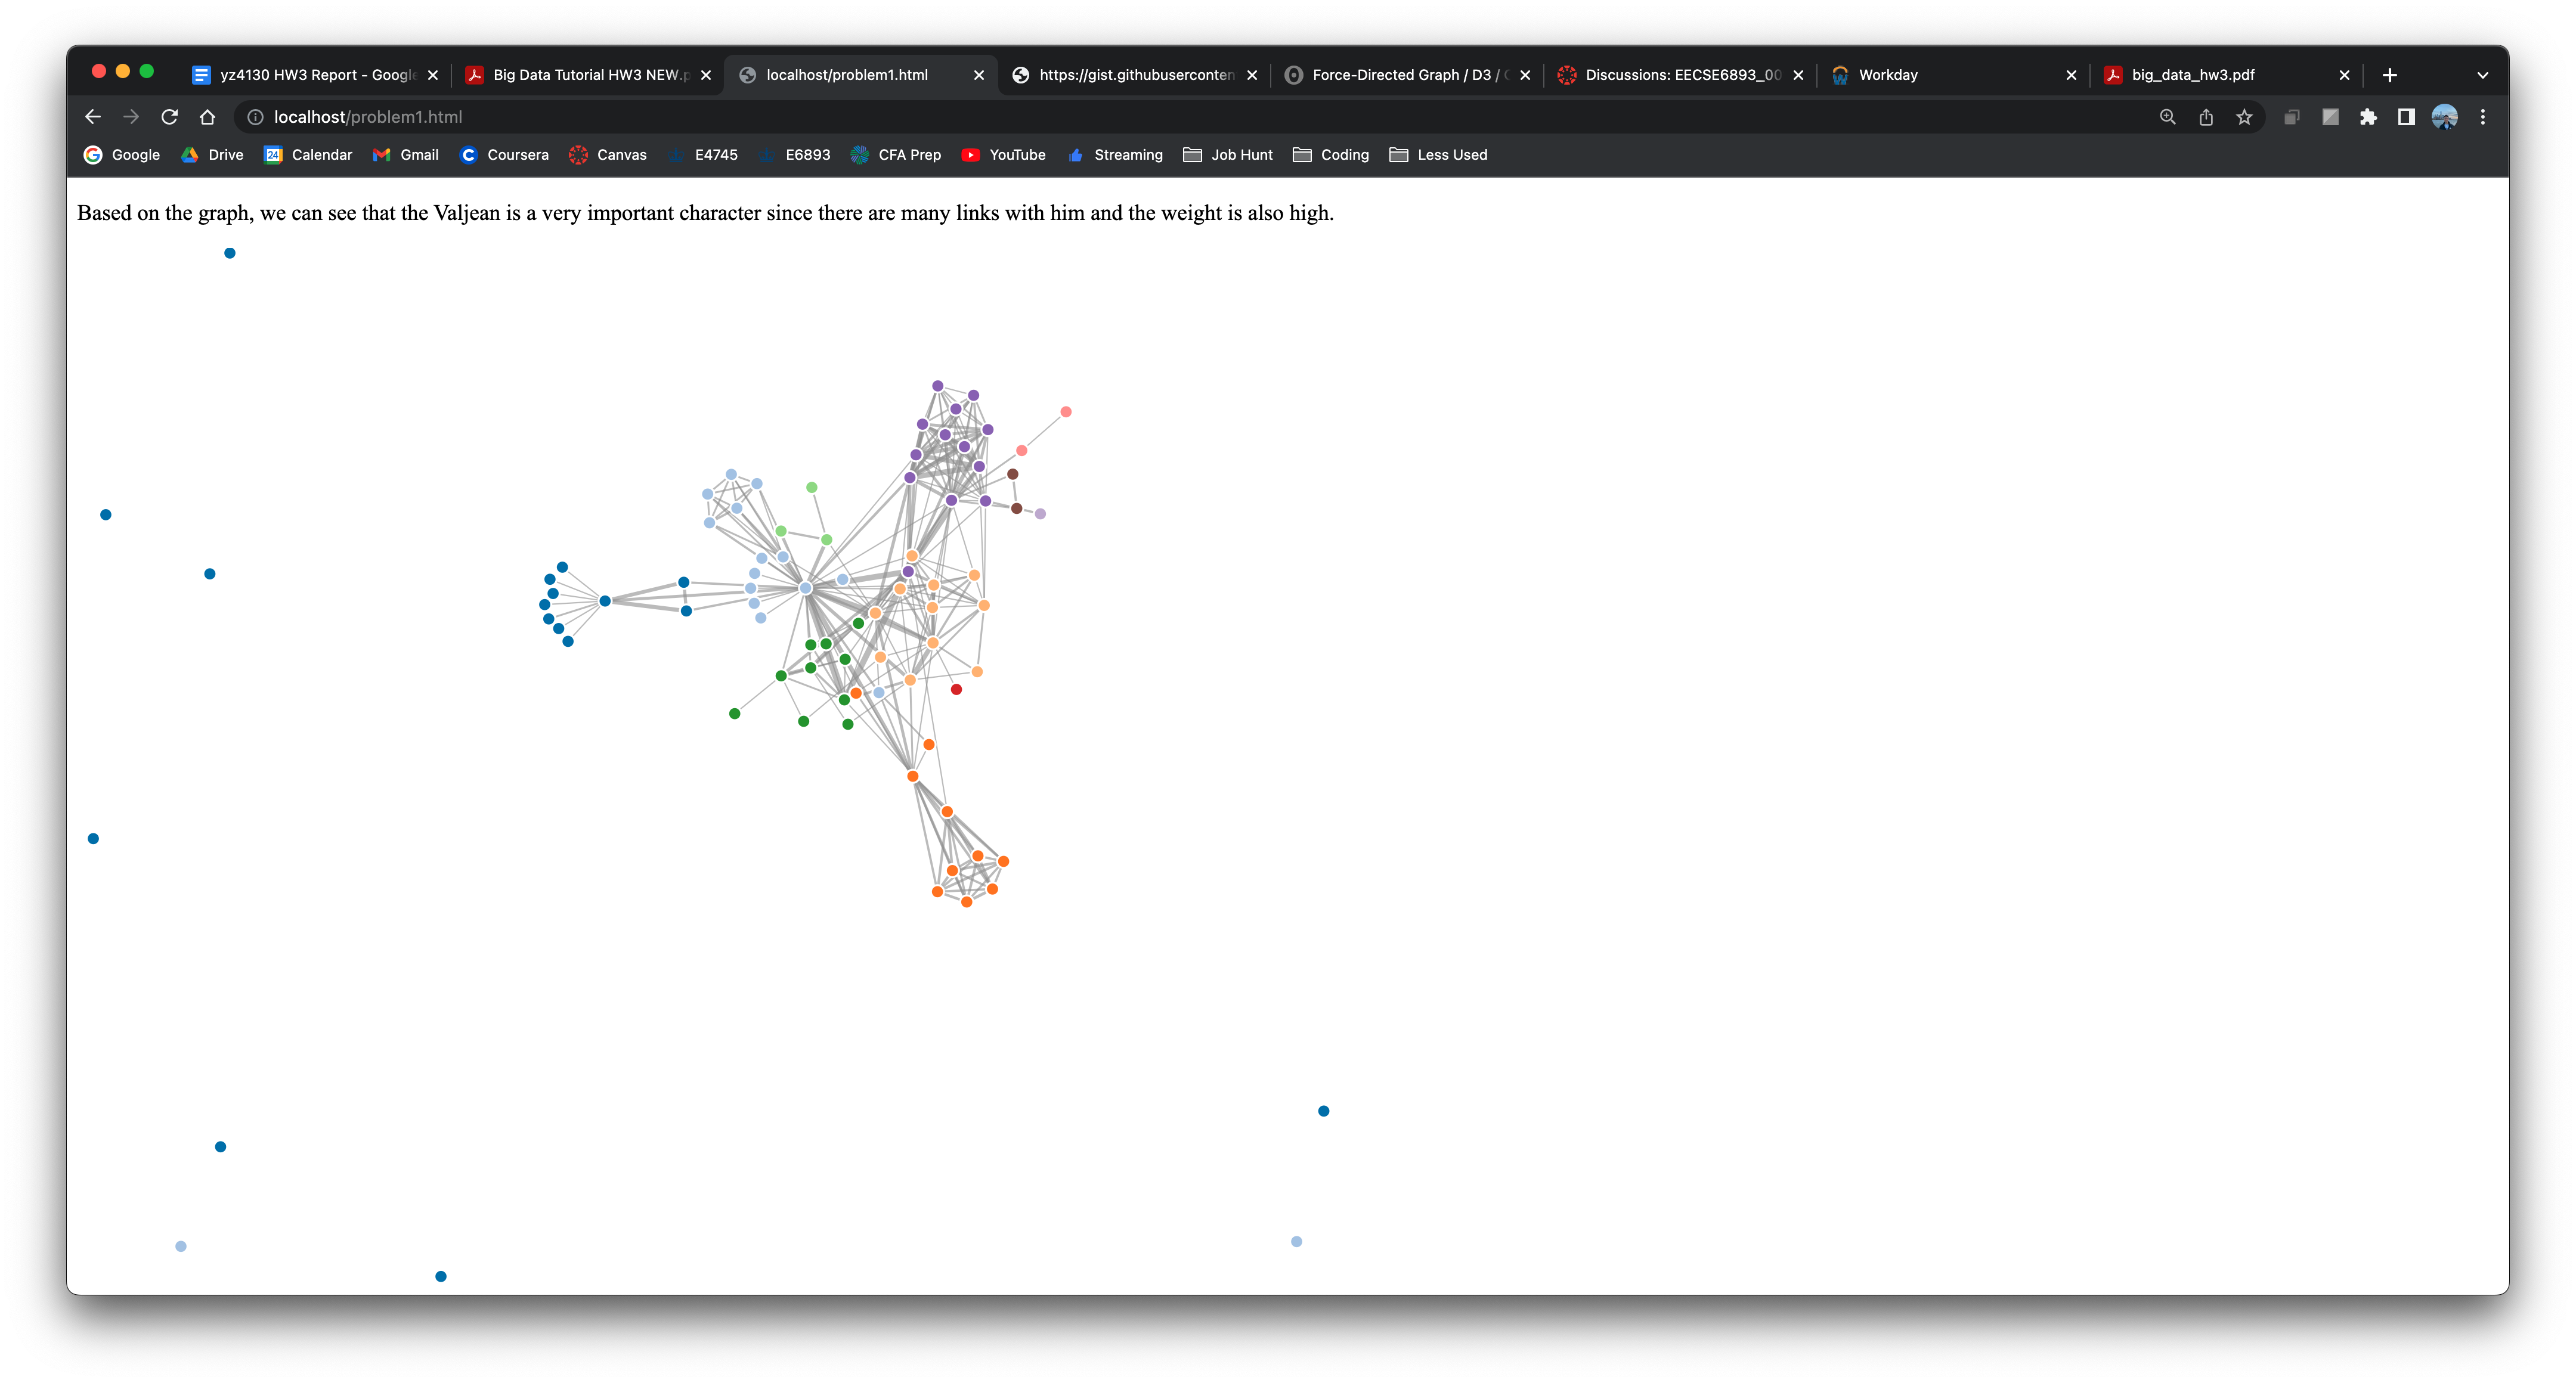 yz4130 HW3 Report - Google
Big Data Tutorial HW3 NEW.p
localhost/problem1.html
https://gist.githubuserconten
Force-Directed Graph / D3 /
Discussions: EECSE6893_00
Workday
big_data_hw3.pdf
localhost/problem1.html
Google Drive 24 Calendar Gmail Coursera Canvas E4745 E6893 CFA Prep YouTube Streaming Job Hunt Coding Less Used
Based on the graph, we can see that the Valjean is a very important character since there are many links with him and the weight is also high.